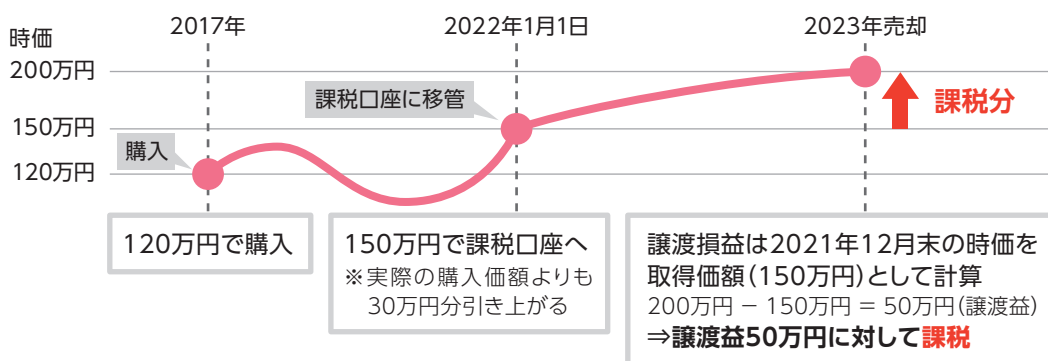 時価
2017年
2022年1月1日
2023年売却
200万円
150万円
120万円
購入
課税口座に移管
課税分
120万円で購入
150万円で課税口座へ
※実際の購入価額よりも
30万円分引き上がる
譲渡損益は2021年12月末の時価を
取得価額(150万円)として計算
200万円 － 150万円 = 50万円(譲渡益)
⇒譲渡益50万円に対して課税